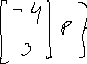 [-4 ] P }
[ 3 ]